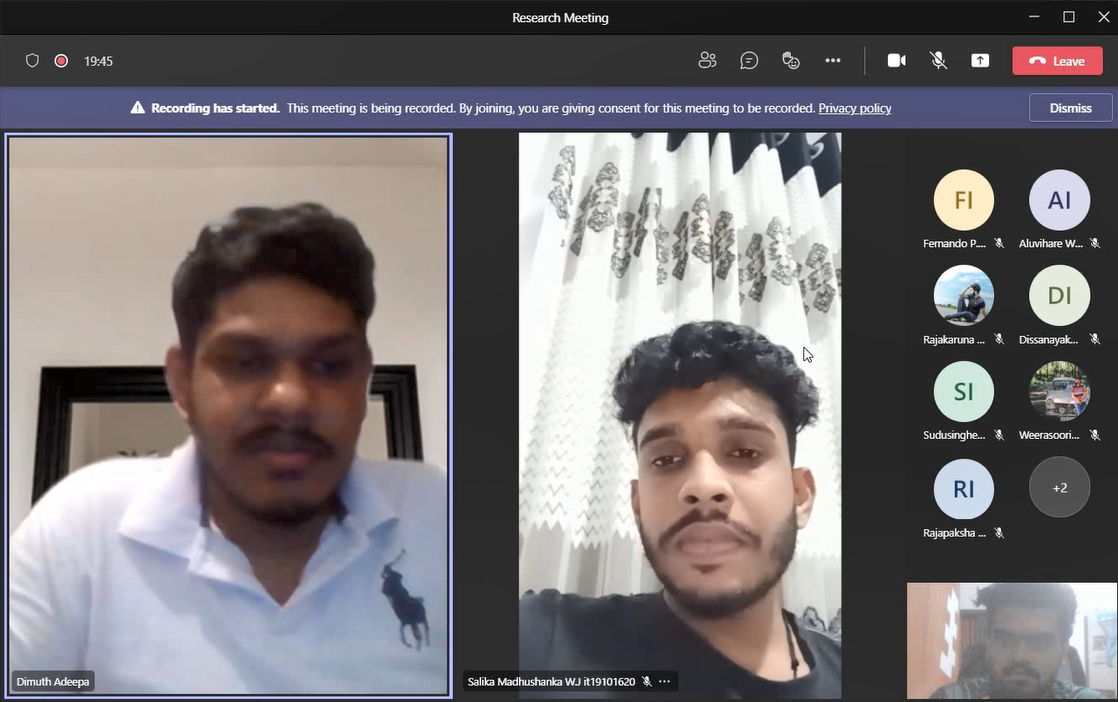 Research Meeting
19:45
Leave
Recording has started. This meeting is being recorded. By joining, you are giving consent for this meeting to be recorded. Privacy policy
Dismiss
FI
AI
Fernando P....
Aluvihare W...
Rajakaruna ...
DI
Dissanayak...
SI
Sudusinghe...
Weerasoori...
RI
+2
Rajapaksha ...
Dimuth Adeepa
Salika Madhushanka W.J it19101620